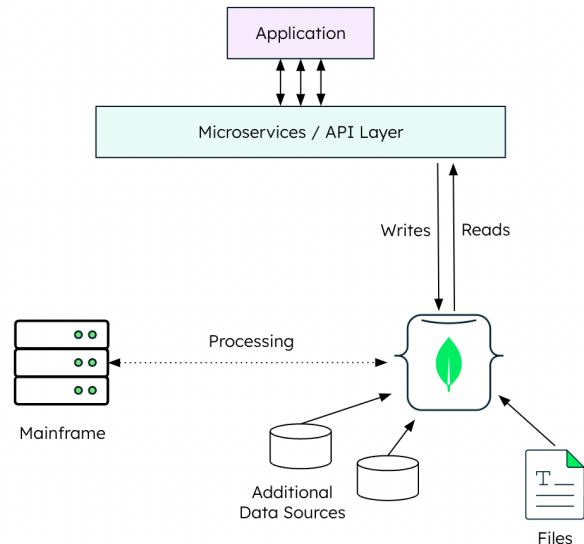 Application
Microservices / API Layer
Writes
Reads
Processing
Mainframe
Additional
Data Sources
T
Files